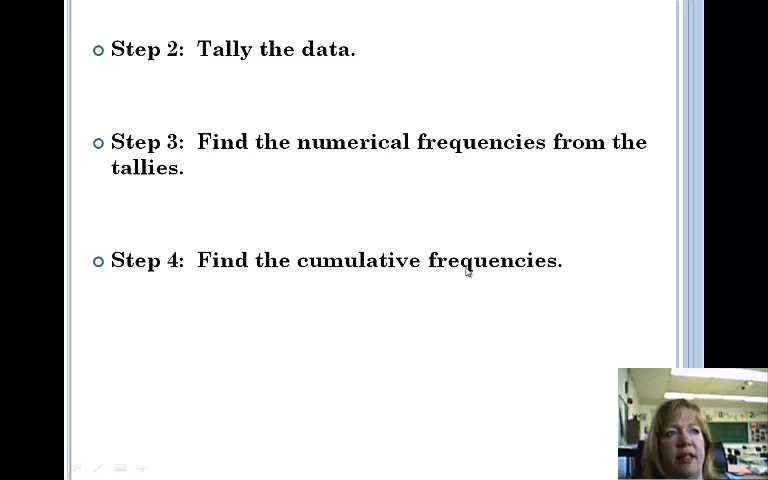 Step 2: Tally the data.
Step 3: Find the numerical frequencies from the
tallies.
Step 4: Find the cumulative frequencies.